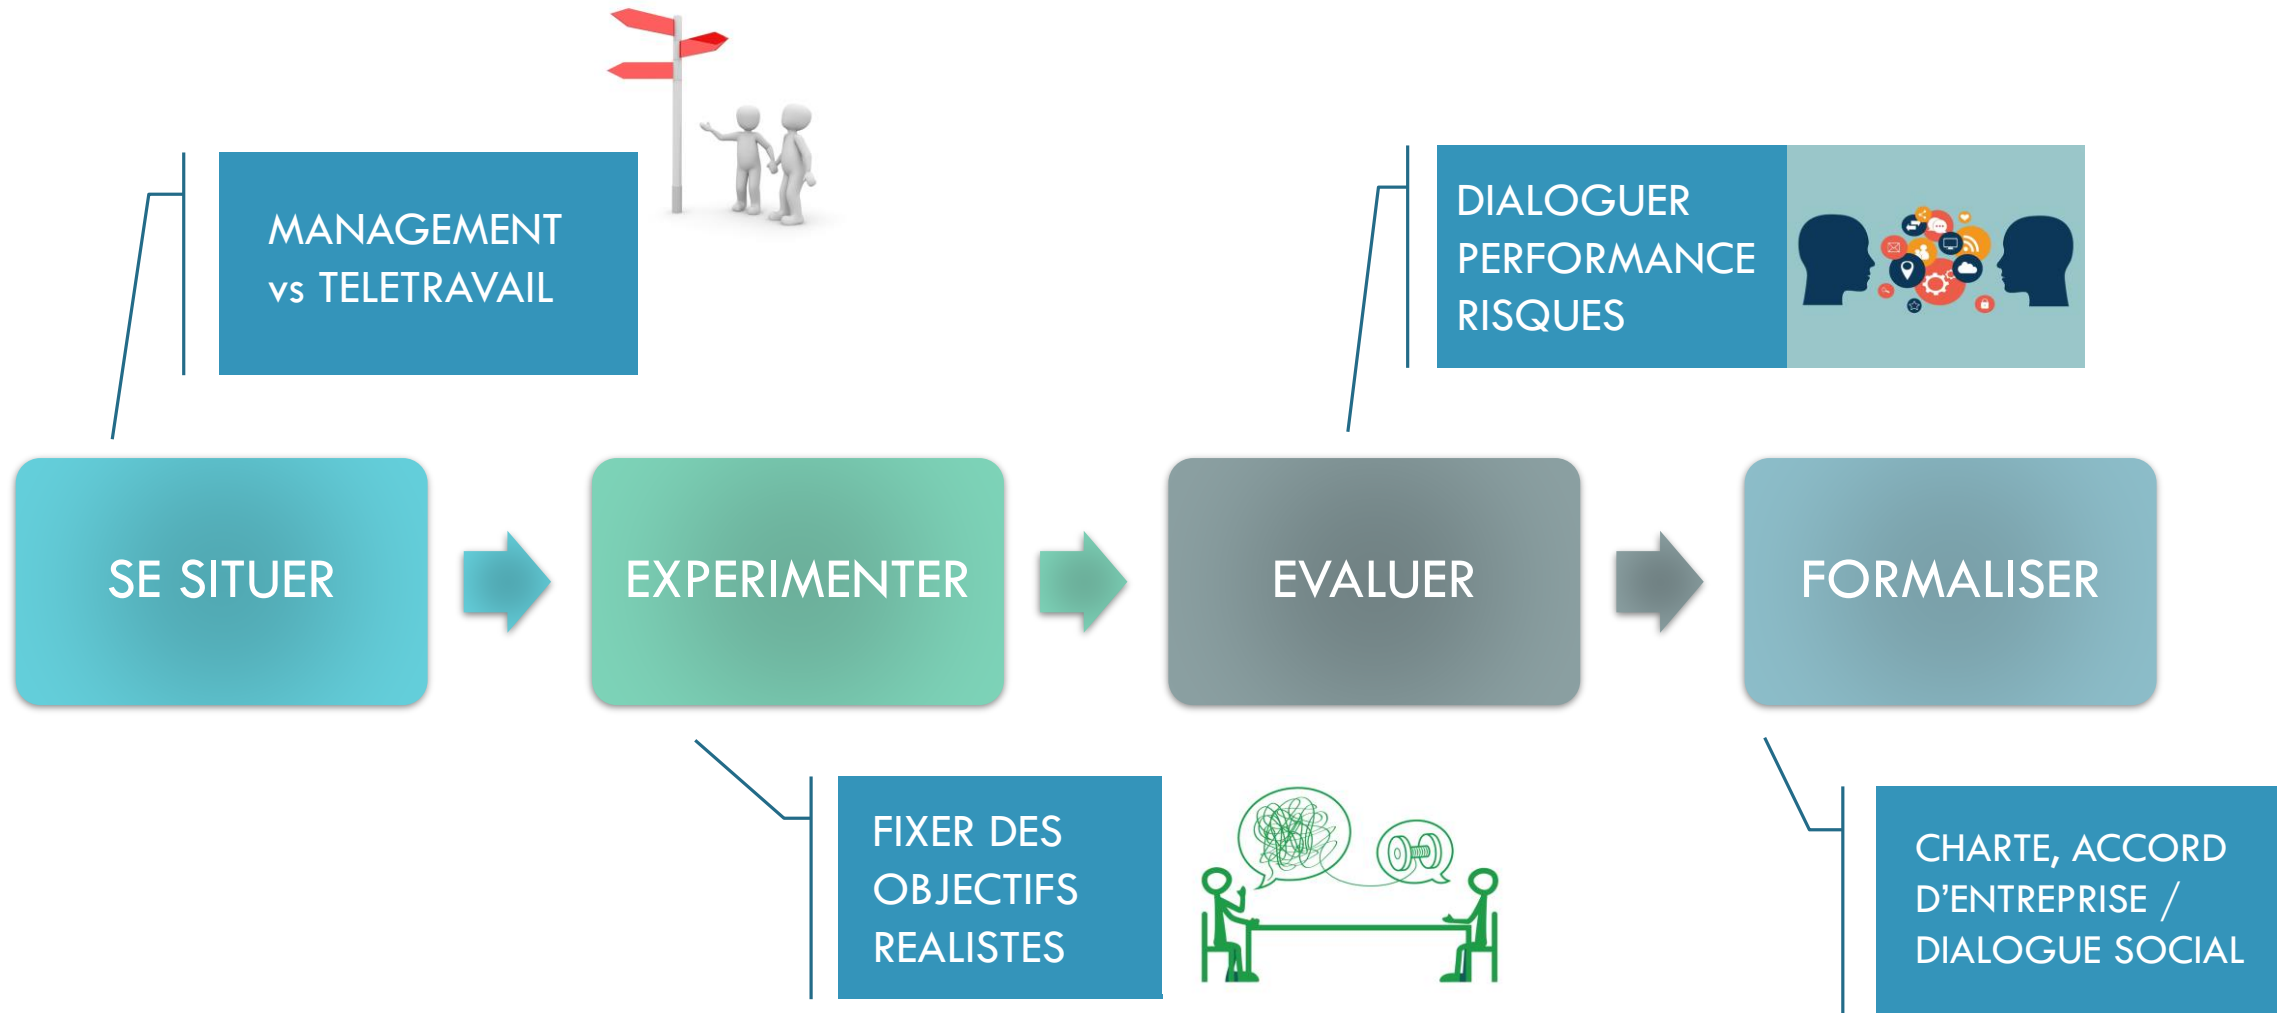 MANAGEMENT
vs TELETRAVAIL
DIALOGUER
PERFORMANCE
RISQUES
SE SITUER
EXPERIMENTER
EVALUER
FORMALISER
FIXER DES
OBJECTIFS
REALISTES
CHARTE, ACCORD
D’ENTREPRISE /
DIALOGUE SOCIAL